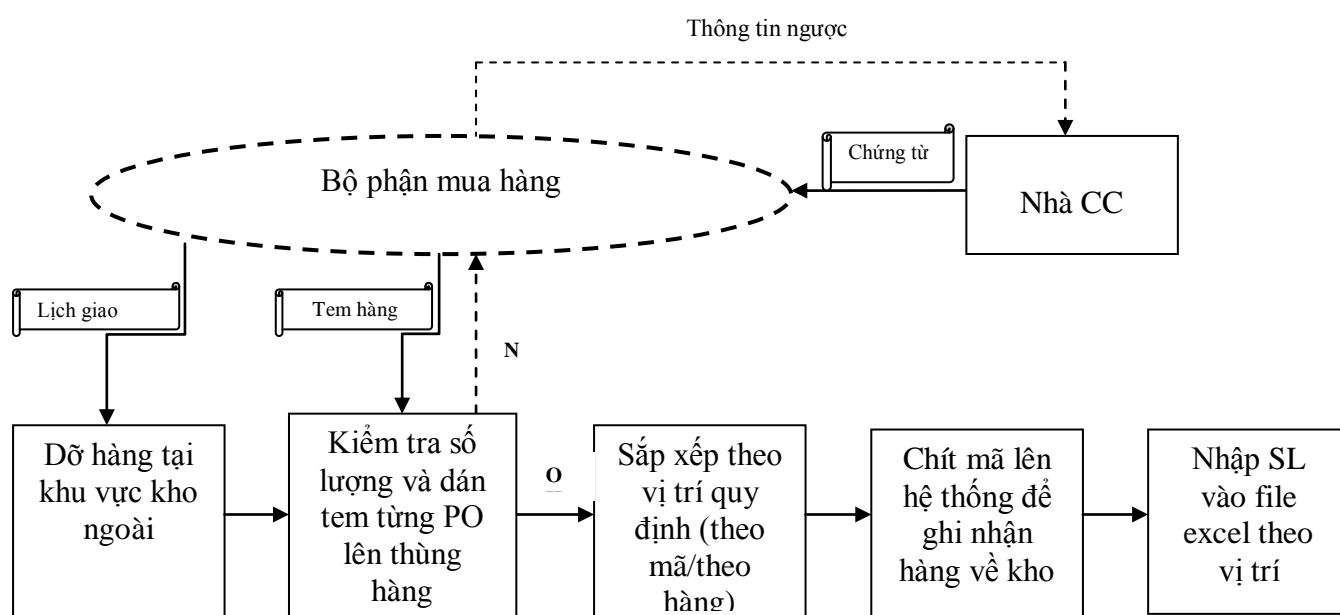 Thông tin ngược
Chứng từ
Bộ phận mua hàng
Nhà CC
Lịch giao
Tem hàng
N
Dỡ hàng tại
khu vực kho
ngoài
Kiểm tra số
lượng và dán
tem từng PO
lên thùng
hàng
O
Sắp xếp theo
vị trí quy
định (theo
mã/theo
hàng)
Chít mã lên
hệ thống để
ghi nhận
hàng về kho
Nhập SL
vào file
excel theo
vị trí